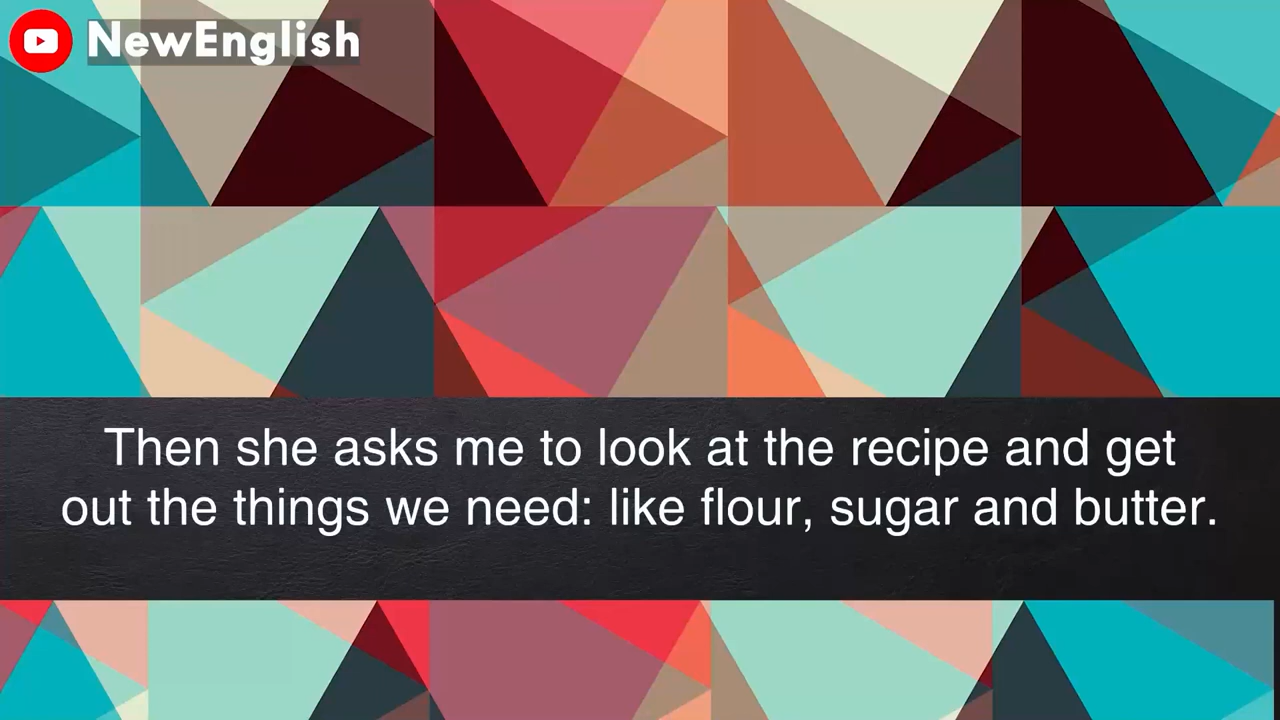 NewEnglish
Then she asks me to look at the recipe and get
out the things we need: like flour, sugar and butter.